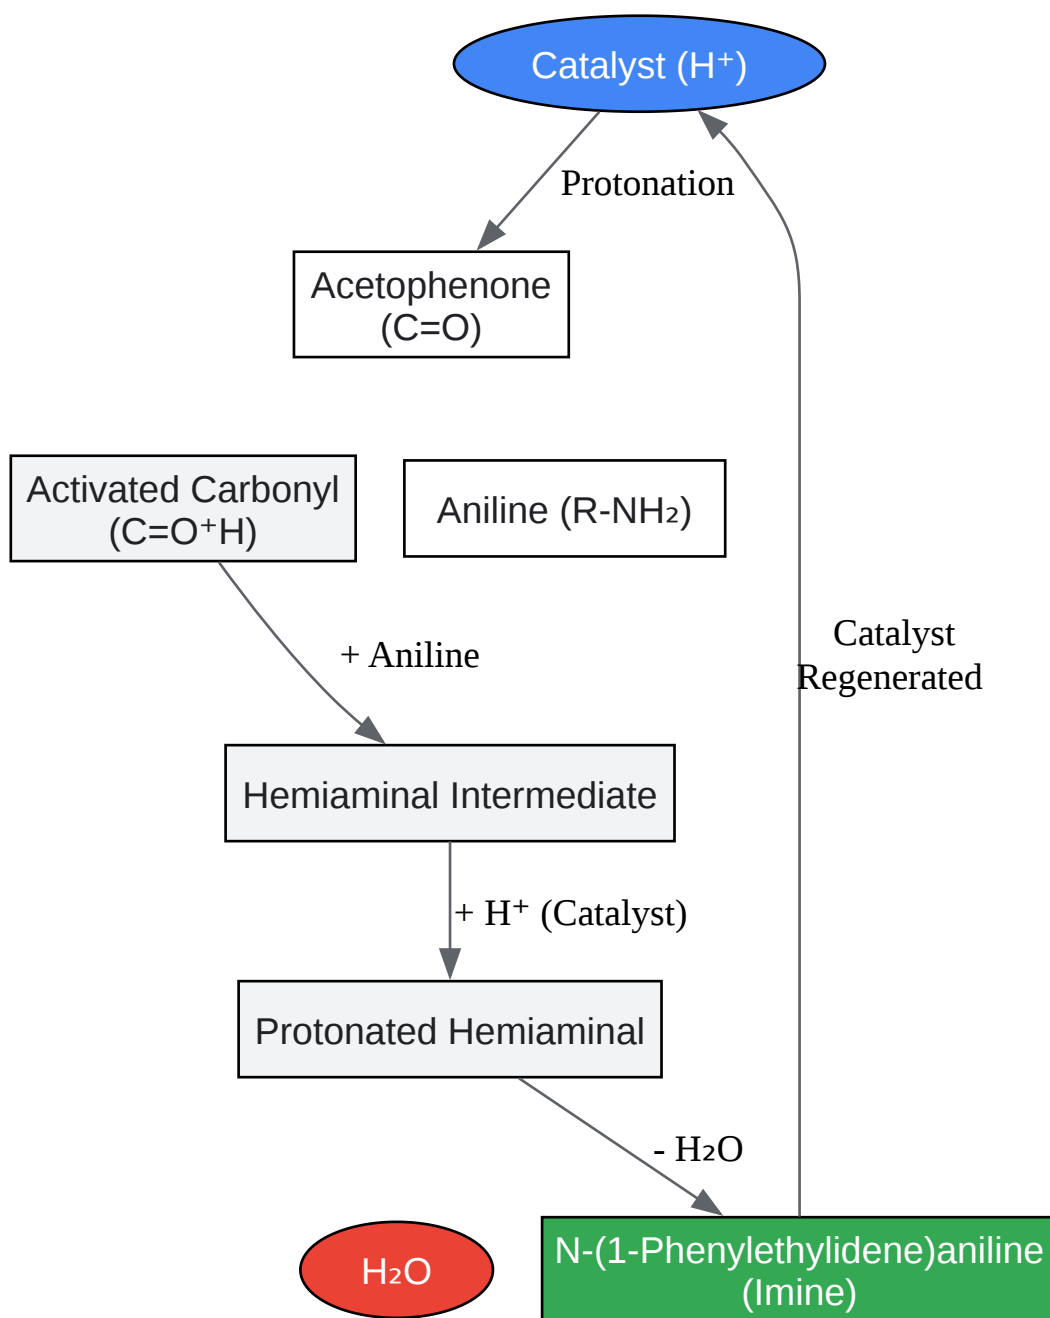 Catalyst (H⁺)
Protonation
Acetophenone
(C=O)
Activated Carbonyl
(C=O⁺H)
Aniline (R-NH₂)
+ Aniline
Catalyst
Regenerated
Hemiaminal Intermediate
+ H⁺ (Catalyst)
Protonated Hemiaminal
- H₂O
H₂O
N-(1-Phenylethylidene)aniline
(Imine)